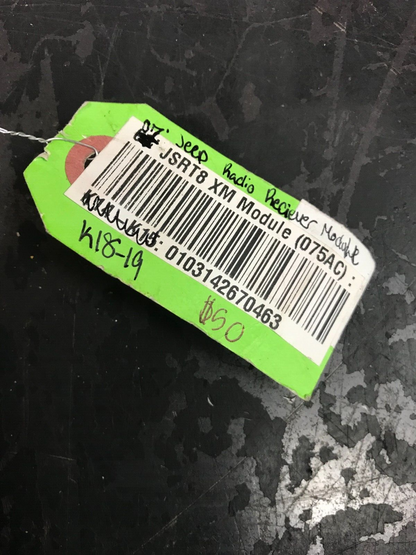 07' Jeep Radio Reciever Module
JSRT8 XM Module (075AC) :
0103142670463
K18-19
$50